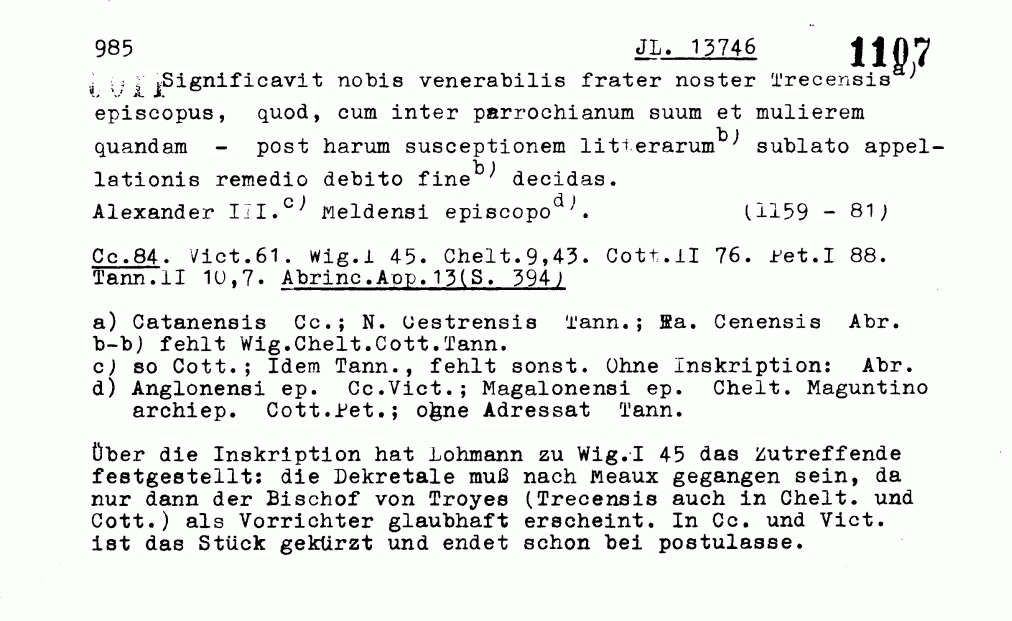 985 JL. 13746 1107
Significavit nobis venerabilis frater noster Trecensis a)
episcopus, quod, cum inter parrochianum suum et mulierem
quandam - post harum susceptionem litterarum b) sublato appel-
lationis remedio debito fine b) decidas.
Alexander III. c) Meldensi episcopo d). (1159 - 81)
Cc.84. Vict.61. Wig.I 45. Chelt.9,43. Cott.II 76. Pet.I 88.
Tann.II 10,7. Abrinc.App.13(S. 394)
a) Catanensis Cc.; N. Cestrensis Tann.; Ma. Cenensis Abr.
b-b) fehlt Wig.Chelt.Cott.Tann.
c) so Cott.; Idem Tann., fehlt sonst. Ohne Inskription: Abr.
d) Anglonensi ep. Cc.Vict.; Magalonensi ep. Chelt. Maguntino
archiep. Cott.Pet.; ohne Adressat Tann.
Über die Inskription hat Lohmann zu Wig.I 45 das Zutreffende
festgestellt: die Dekretale muß nach Meaux gegangen sein, da
nur dann der Bischof von Troyes (Trecensis auch in Chelt. und
Cott.) als Vorrichter glaubhaft erscheint. In Cc. und Vict.
ist das Stück gekürzt und endet schon bei postulasse.